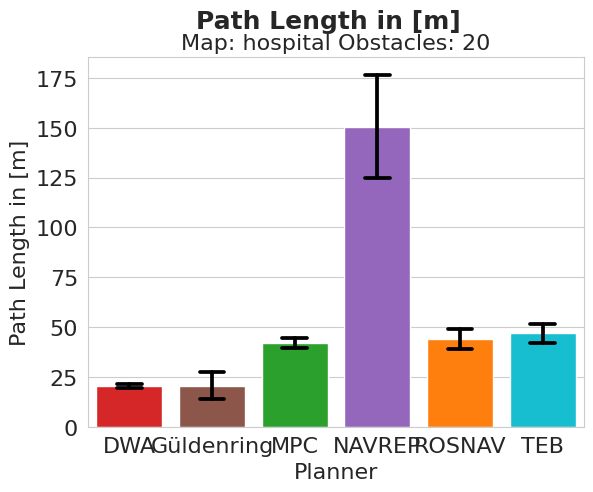 Path Length in [m]
Map: hospital Obstacles: 20
Path Length in [m]
175
150
125
100
75
50
25
0
DWA Güldenring MPC NAVREP ROSNAV TEB
Planner